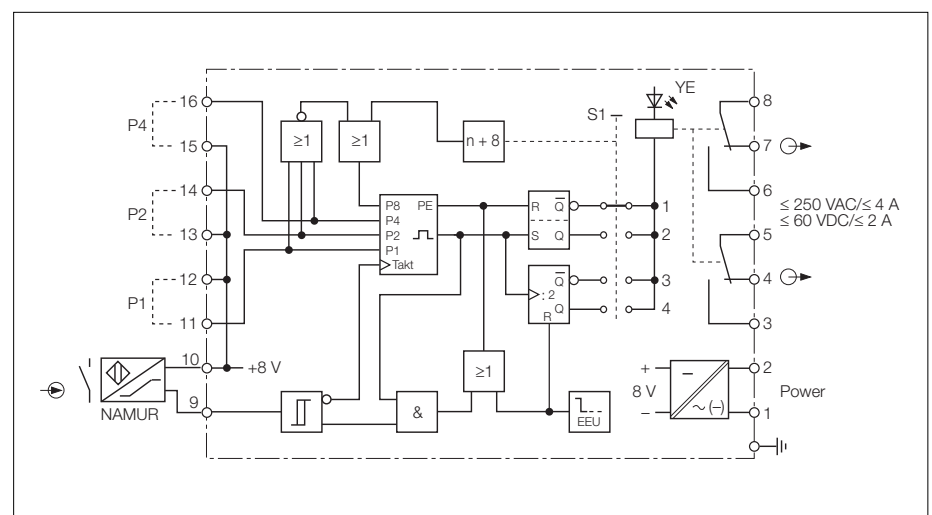 YE
S1
16
P4
15
≥1
≥1
n + 8
8
7
6
≤ 250 VAC/≤ 4 A
≤ 60 VDC/≤ 2 A
14
P2
13
P8 PE
P4
P2
P1
Takt
R Q
S Q
1
2
5
4
3
12
P1
11
: 2
Q
Q
R
3
4
10
+8 V
NAMUR
9
&
≥1
EEU
+
8 V
–
–
~ (–)
2
Power
1